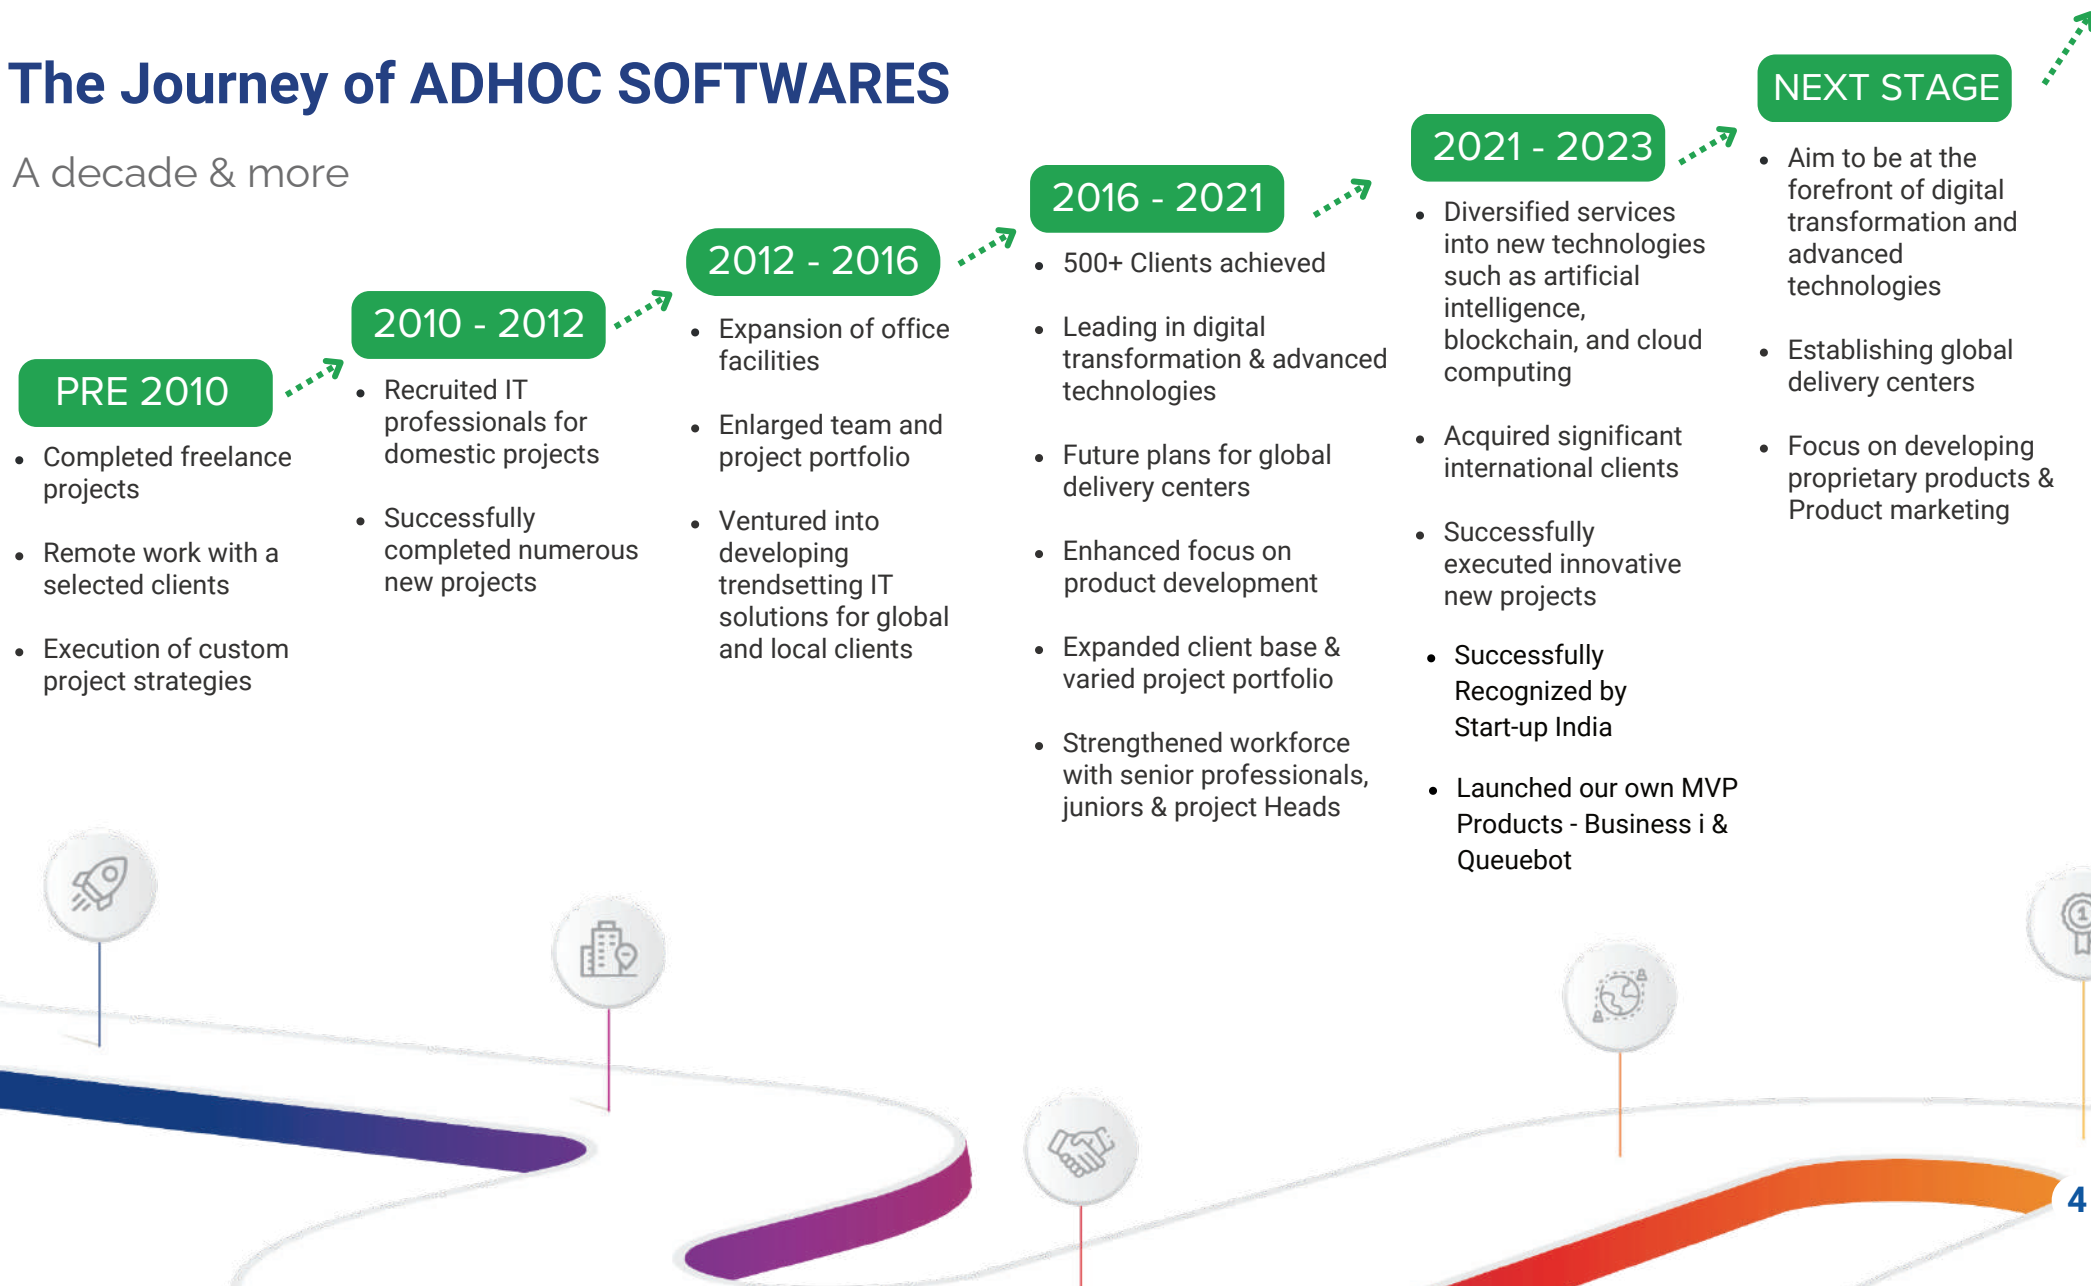 The Journey of ADHOC SOFTWARES
A decade & more
PRE 2010
• Completed freelance
projects
• Remote work with a
selected clients
• Execution of custom
project strategies
2010 - 2012
• Recruited IT
professionals for
domestic projects
• Successfully
completed numerous
new projects
2012 - 2016
• Expansion of office
facilities
• Enlarged team and
project portfolio
• Ventured into
developing
trendsetting IT
solutions for global
and local clients
2016 - 2021
• 500+ Clients achieved
• Leading in digital
transformation & advanced
technologies
• Future plans for global
delivery centers
• Enhanced focus on
product development
• Expanded client base &
varied project portfolio
• Strengthened workforce
with senior professionals,
juniors & project Heads
2021 - 2023
• Diversified services
into new technologies
such as artificial
intelligence,
blockchain, and cloud
computing
• Acquired significant
international clients
• Successfully
executed innovative
new projects
• Successfully
Recognized by
Start-up India
• Launched our own MVP
Products - Business i &
Queuebot
NEXT STAGE
• Aim to be at the
forefront of digital
transformation and
advanced
technologies
• Establishing global
delivery centers
• Focus on developing
proprietary products &
Product marketing
1
4